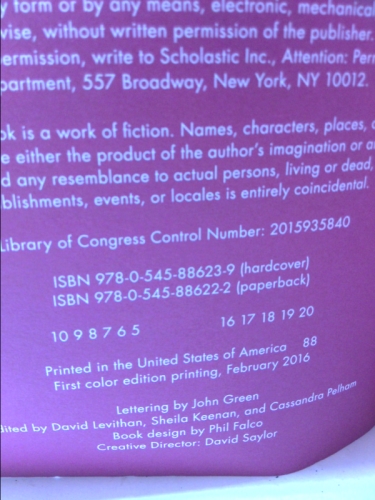 form or by any means, electronic, mechanical
without written permission of the publisher.
write to Scholastic Inc., Attention:
557 Broadway, New York, NY 10012.
is a work of fiction. Names, characters, places,
either the product of the author's imagination or
any resemblance to actual persons, living or dead,
events, or locales is entirely coincidental.
Library of Congress Control Number: 2015935840
ISBN 978-0-545-88623-9 (hardcover)
ISBN 978-0-545-88622-2 (paperback)
10 9 8 7 6 5 16 17 18 19 20
Printed in the United States of America 88
First color edition printing, February 2016
Lettering by John Green
by David Levithan, Sheila Keenan, and Cassandra Pelham
Book design by Phil Falco
Creative Director: David Saylor